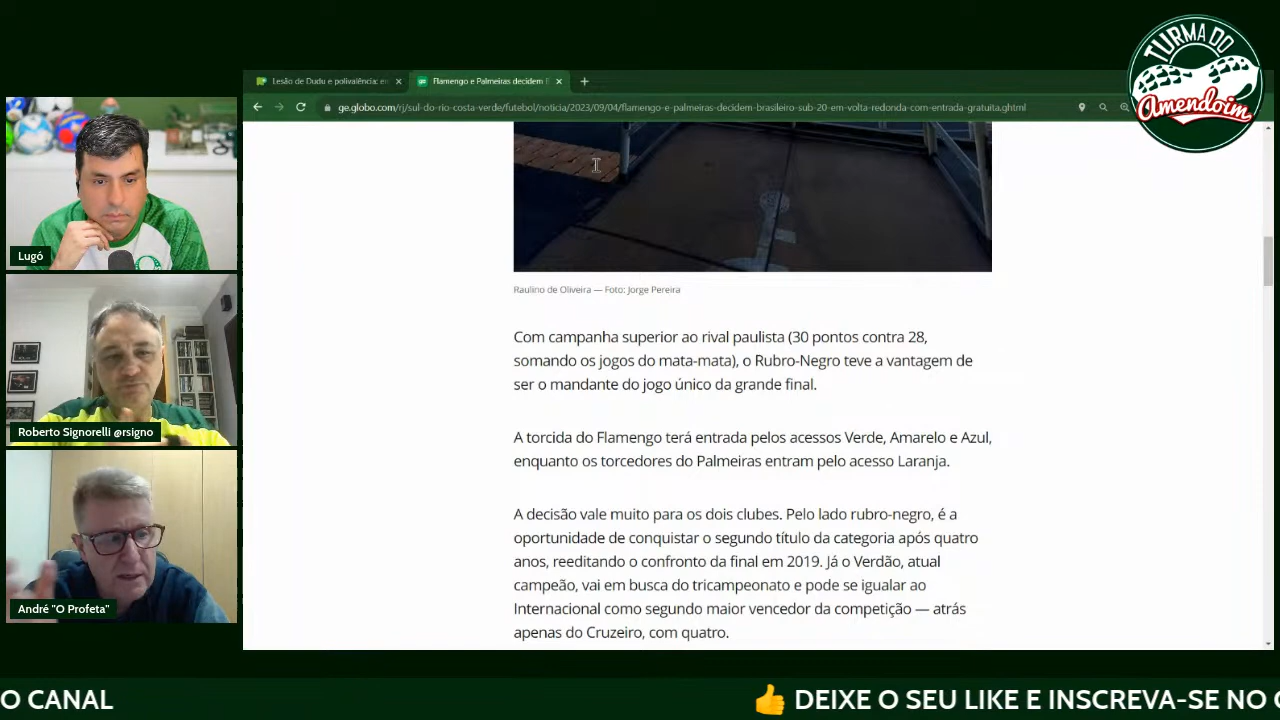 TURMA DO
Amendoim
Lesão de Dudu e polivalência: e
Flamengo e Palmeiras decidem
ge.globo.com/rj/sul-do-rio-costa-verde/futebol/noticia/2023/09/04/flamengo-e-palmeiras-decidem-brasileiro-sub-20-em-volta-redonda-com-entrada-gratuita.ghtml
Lugó
Roberto Signorelli @rsigno
André "O Profeta"
Raulino de Oliveira — Foto: Jorge Pereira
Com campanha superior ao rival paulista (30 pontos contra 28,
somando os jogos do mata-mata), o Rubro-Negro teve a vantagem de
ser o mandante do jogo único da grande final.
A torcida do Flamengo terá entrada pelos acessos Verde, Amarelo e Azul,
enquanto os torcedores do Palmeiras entram pelo acesso Laranja.
A decisão vale muito para os dois clubes. Pelo lado rubro-negro, é a
oportunidade de conquistar o segundo título da categoria após quatro
anos, reeditando o confronto da final em 2019. Já o Verdão, atual
campeão, vai em busca do tricampeonato e pode se igualar ao
Internacional como segundo maior vencedor da competição — atrás
apenas do Cruzeiro, com quatro.
O CANAL
👍 DEIXE O SEU LIKE E INSCREVA-SE NO